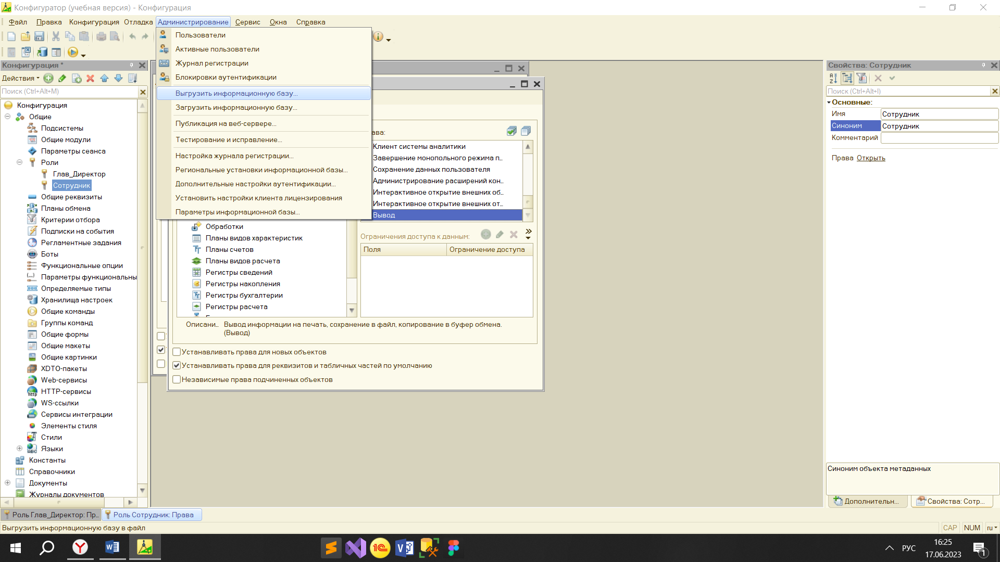 Конфигуратор (учебная версия) - Конфигурация
Файл Правка Конфигурация Отладка Администрирование Сервис Окна Справка
Пользователи
Активные пользователи
Журнал регистрации
Блокировки аутентификации
Выгрузить информационную базу...
Загрузить информационную базу...
Публикация на веб-сервере...
Тестирование и исправление...
Настройка журнала регистрации...
Региональные установки информационной базы...
Дополнительные настройки аутентификации...
Установить настройки клиента лицензирования
Параметры информационной базы...
Конфигурация *
Действия
Поиск (Ctrl+Alt+M)
Конфигурация
Общие
Подсистемы
Общие модули
Параметры сеанса
Роли
Глав_Директор
Сотрудник
Общие реквизиты
Планы обмена
Критерии отбора
Подписки на события
Регламентные задания
Боты
Функциональные опции
Параметры функциональны
Определяемые типы
Хранилища настроек
Общие команды
Группы команд
Общие формы
Общие макеты
Общие картинки
XDTO-пакеты
Web-сервисы
HTTP-сервисы
WS-ссылки
Сервисы интеграции
Элементы стиля
Стили
Языки
Константы
Справочники
Документы
Журналы документов
ава:
Клиент системы аналитики
Завершение монопольного режима п...
Сохранение данных пользователя
Администрирование расширений кон...
Интерактивное открытие внешних об...
Интерактивное открытие внешних от...
Вывод
Обработки
Планы видов характеристик
Планы счетов
Планы видов расчета
Регистры сведений
Регистры накопления
Регистры бухгалтерии
Регистры расчета
Ограничения доступа к данным:
Поля Ограничение доступа
Описани... Вывод информации на печать, сохранение в файл, копирование в буфер обмена.
(Вывод)
Устанавливать права для новых объектов
Устанавливать права для реквизитов и табличных частей по умолчанию
Независимые права подчиненных объектов
Свойства: Сотрудник
Поиск (Ctrl+Alt+I)
Основные:
Имя Сотрудник
Синоним Сотрудник
Комментарий
Права Открыть
Синоним объекта метаданных
Дополнительн... Свойства: Сотр...
Роль Глав_Директор: Пр... Роль Сотрудник: Права
Выгрузить информационную базу в файл
CAP NUM ru
РУС
16:25
17.06.2023
1